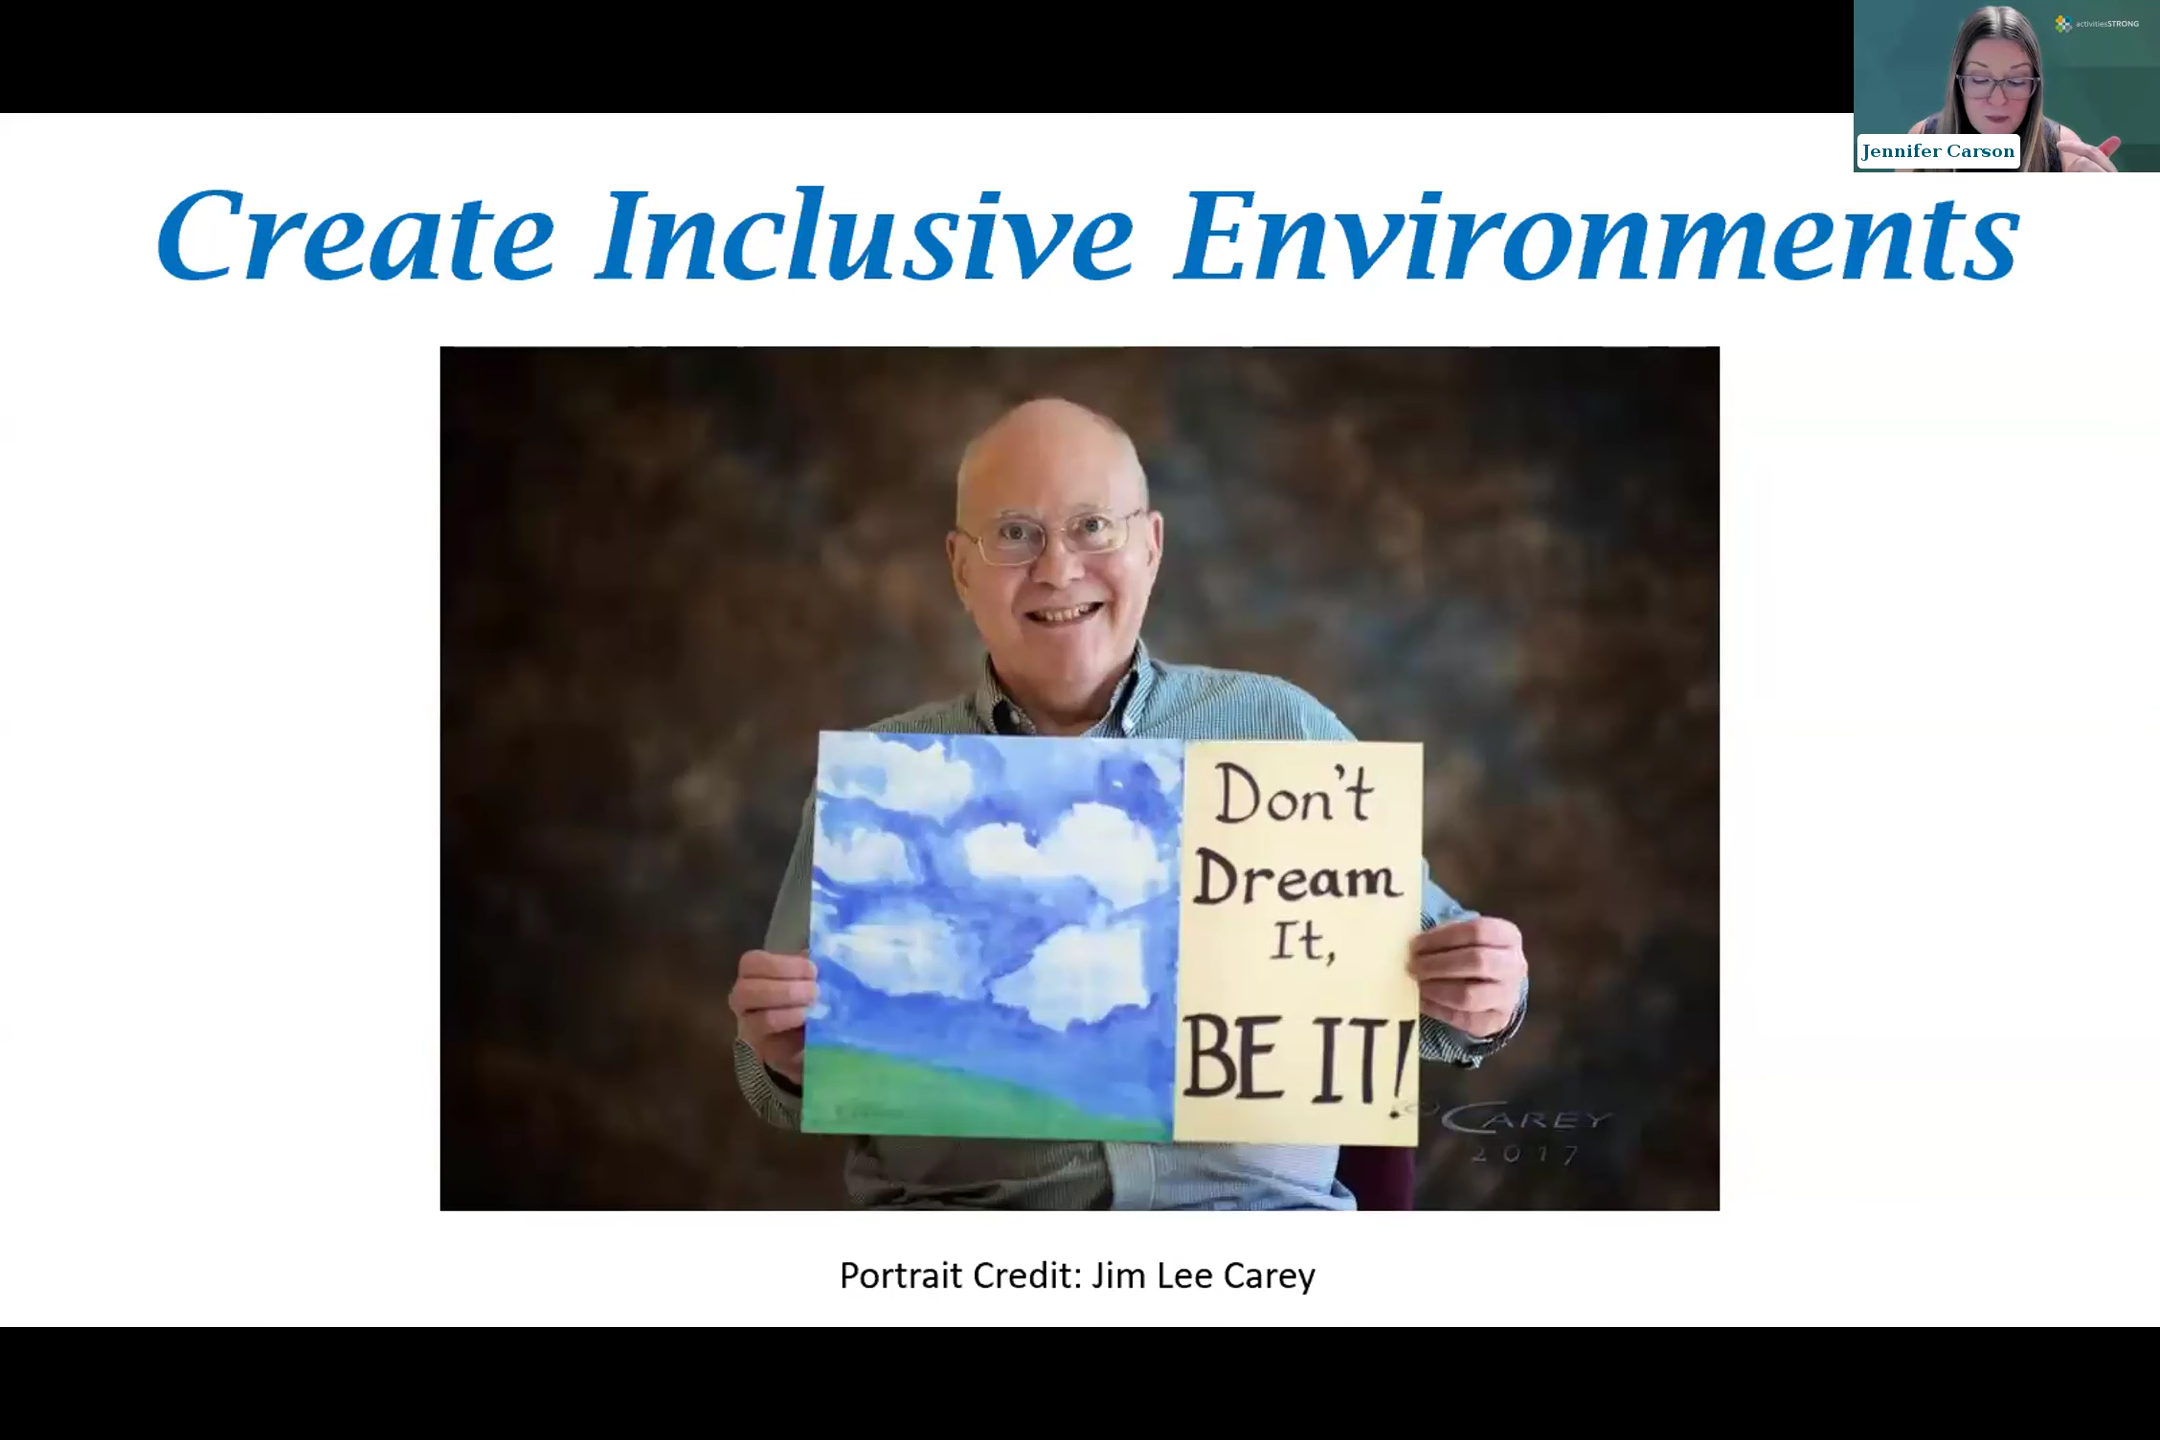 activitiesSTRONG
Jennifer Carson
Create Inclusive Environments
Don't
Dream
It,
BE IT!
© CAREY
2017
Portrait Credit: Jim Lee Carey